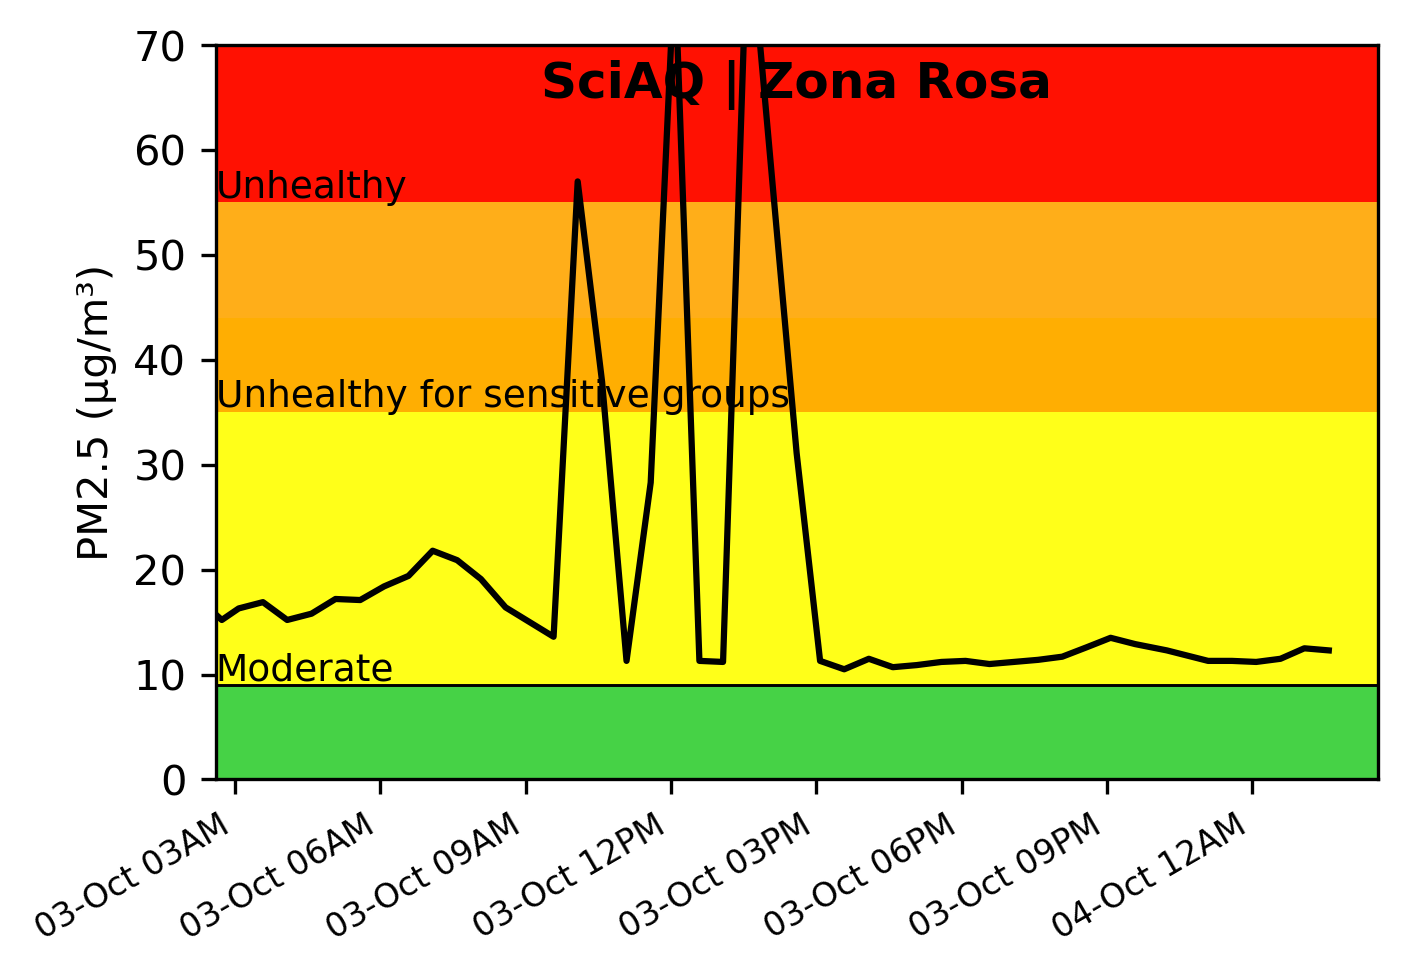 SciAQ | Zona Rosa
PM2.5 (µg/m³)
70
60
50
40
30
20
10
0
Unhealthy
Unhealthy for sensitive groups
Moderate
03-Oct 03AM
03-Oct 06AM
03-Oct 09AM
03-Oct 12PM
03-Oct 03PM
03-Oct 06PM
03-Oct 09PM
04-Oct 12AM